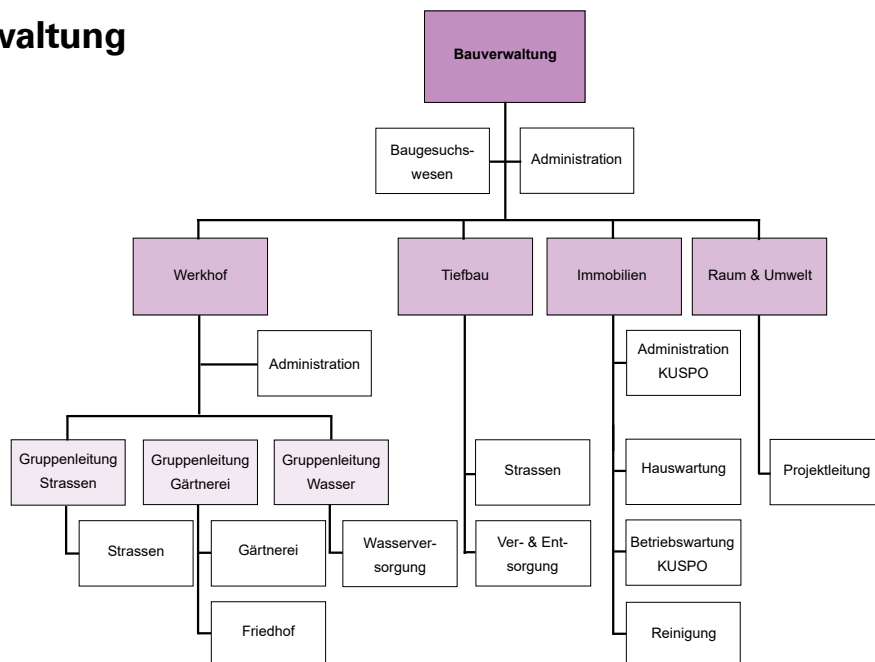 waltung
Bauverwaltung
Baugesuchs-
wesen
Administration
Werkhof
Tiefbau
Immobilien
Raum & Umwelt
Administration
Administration
KUSPO
Gruppenleitung
Strassen
Gruppenleitung
Gärtnerei
Gruppenleitung
Wasser
Strassen
Hauswartung
Projektleitung
Strassen
Gärtnerei
Wasserver-
sorgung
Ver- & Ent-
sorgung
Betriebswartung
KUSPO
Friedhof
Reinigung